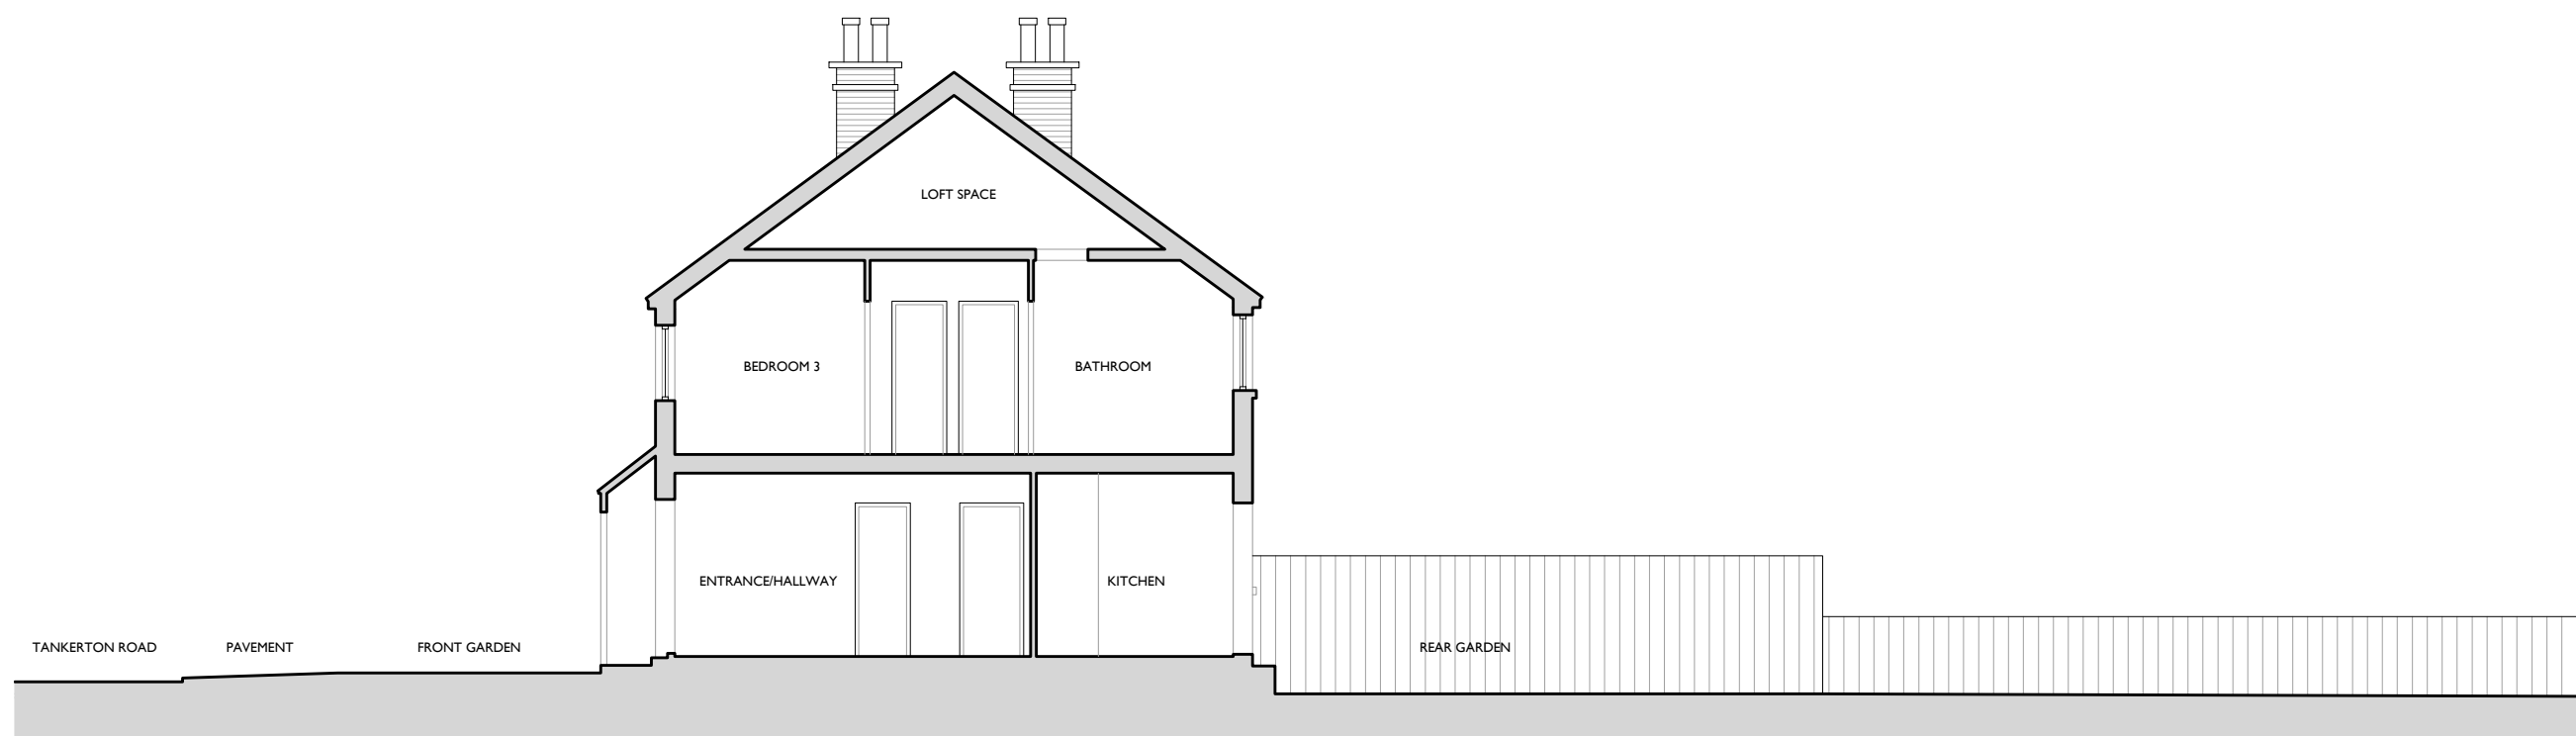 LOFT SPACE
BEDROOM 3
BATHROOM
ENTRANCE/HALLWAY
KITCHEN
TANKERTON ROAD
PAVEMENT
FRONT GARDEN
REAR GARDEN